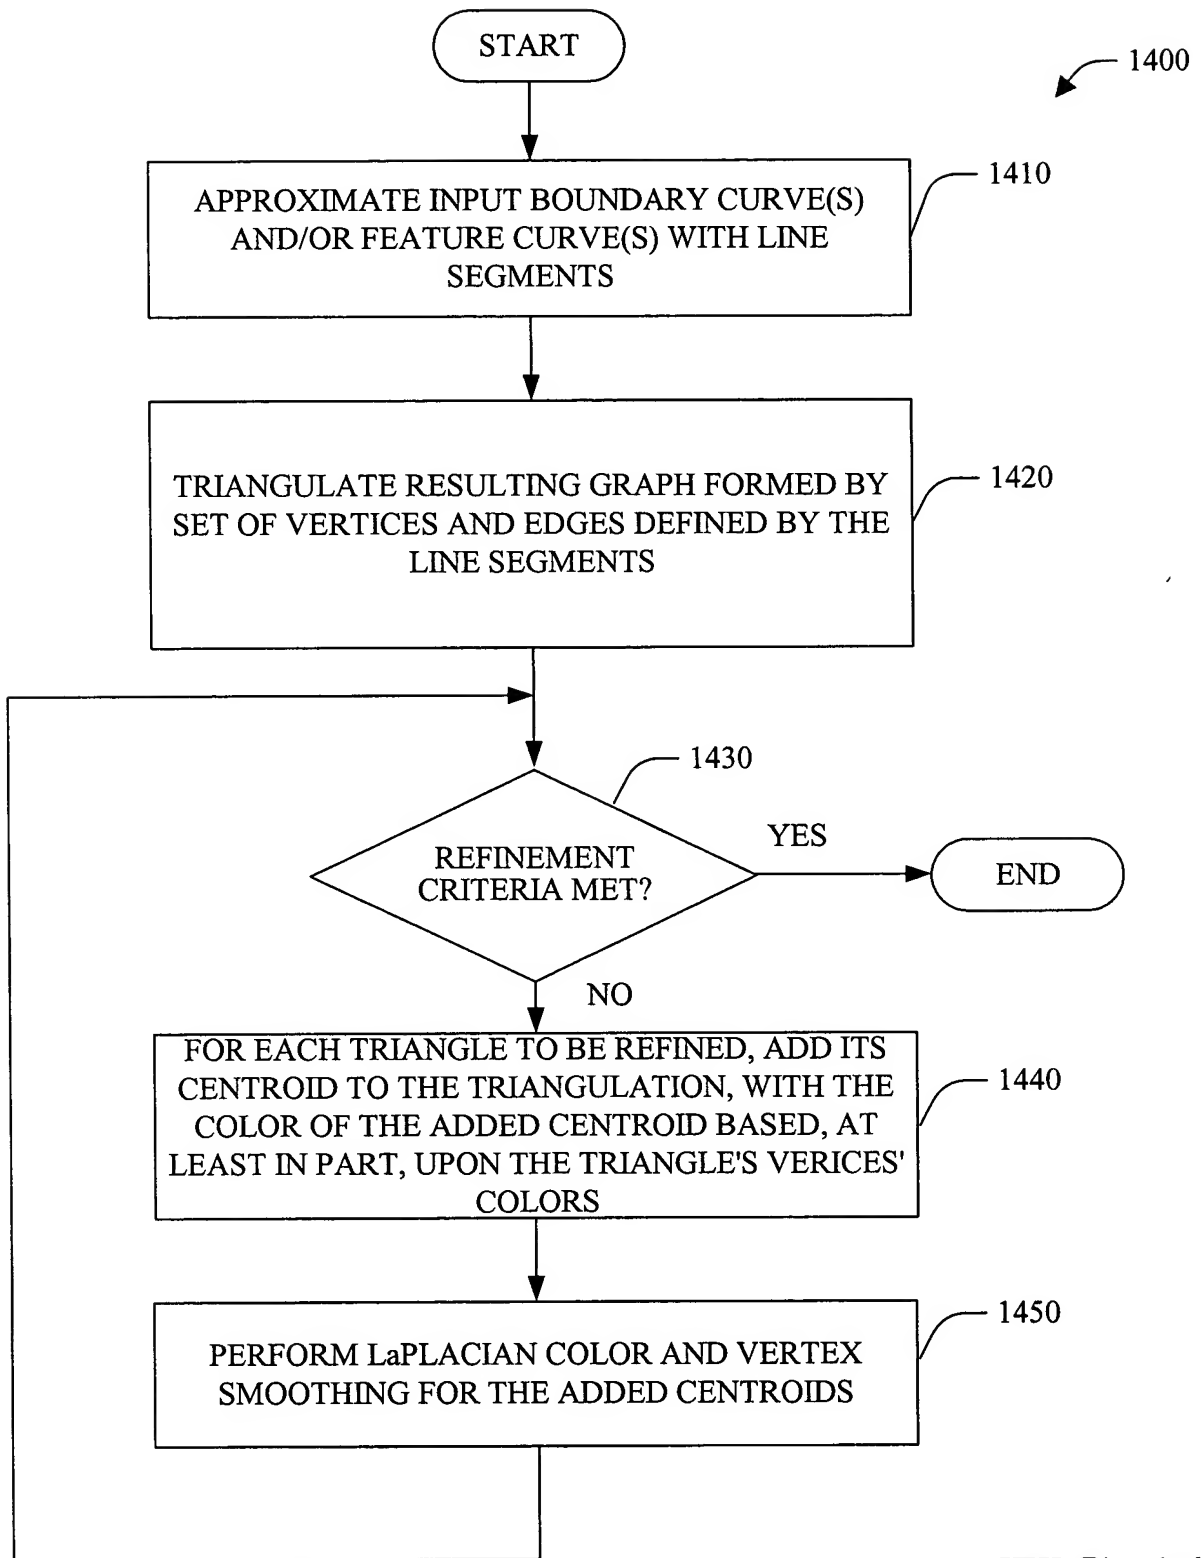 START
1400
1410
APPROXIMATE INPUT BOUNDARY CURVE(S)
AND/OR FEATURE CURVE(S) WITH LINE
SEGMENTS
1420
TRIANGULATE RESULTING GRAPH FORMED BY
SET OF VERTICES AND EDGES DEFINED BY THE
LINE SEGMENTS
1430
YES
REFINEMENT
CRITERIA MET?
END
NO
FOR EACH TRIANGLE TO BE REFINED, ADD ITS
CENTROID TO THE TRIANGULATION, WITH THE
COLOR OF THE ADDED CENTROID BASED, AT
LEAST IN PART, UPON THE TRIANGLE'S VERICES'
COLORS
1440
1450
PERFORM LaPLACIAN COLOR AND VERTEX
SMOOTHING FOR THE ADDED CENTROIDS